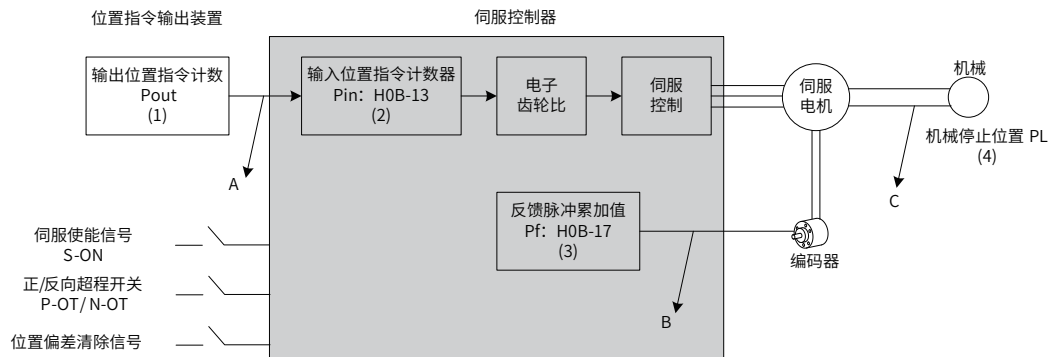 位置指令输出装置
伺服控制器
输出位置指令计数
Pout
(1)
输入位置指令计数器
Pin：H0B-13
(2)
电子
齿轮比
伺服
控制
伺服
电机
机械
机械停止位置 PL
(4)
A
C
反馈脉冲累加值
Pf：H0B-17
(3)
B
编码器
伺服使能信号
S-ON
正/反向超程开关
P-OT/ N-OT
位置偏差清除信号